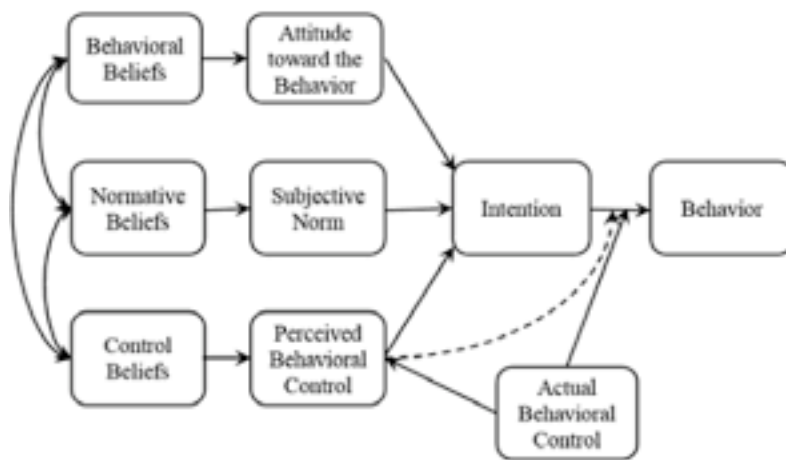 Behavioral
Beliefs
Attitude
toward the
Behavior
Normative
Beliefs
Subjective
Norm
Intention
Behavior
Control
Beliefs
Perceived
Behavioral
Control
Actual
Behavioral
Control